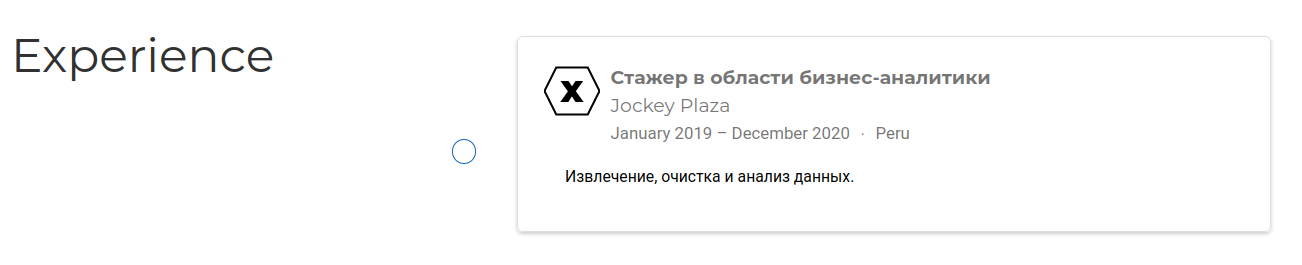 Experience
x
Стажер в области бизнес-аналитики
Jockey Plaza
January 2019 – December 2020 · Peru
Извлечение, очистка и анализ данных.